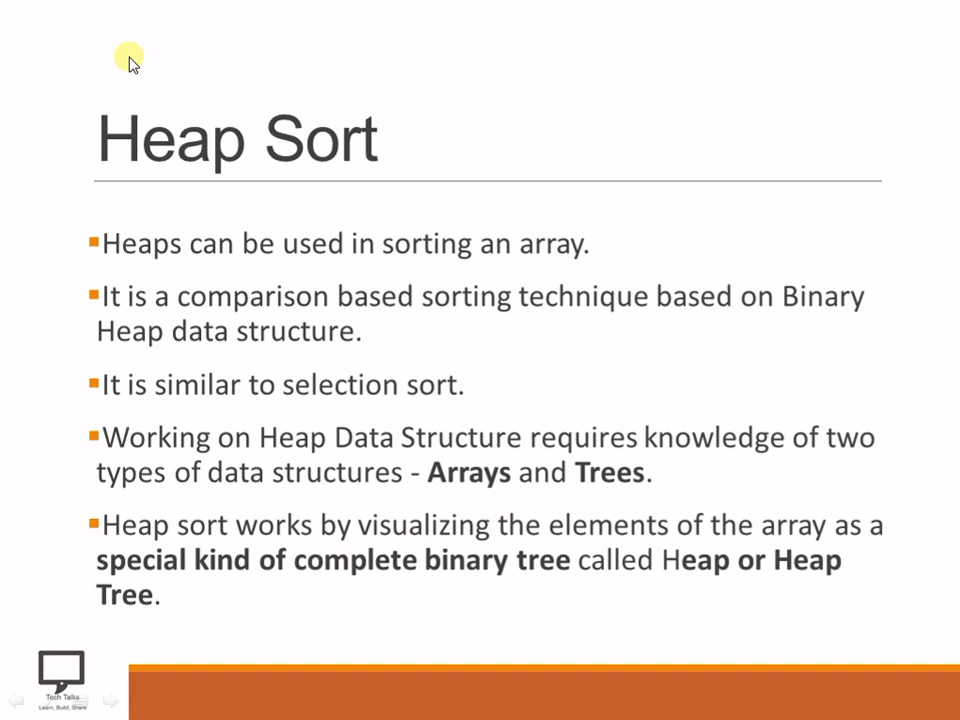 Heap Sort
▪Heaps can be used in sorting an array.
▪It is a comparison based sorting technique based on Binary
Heap data structure.
▪It is similar to selection sort.
▪Working on Heap Data Structure requires knowledge of two
types of data structures - Arrays and Trees.
▪Heap sort works by visualizing the elements of the array as a
special kind of complete binary tree called Heap or Heap
Tree.
Tech Talks
Learn, Build, Share